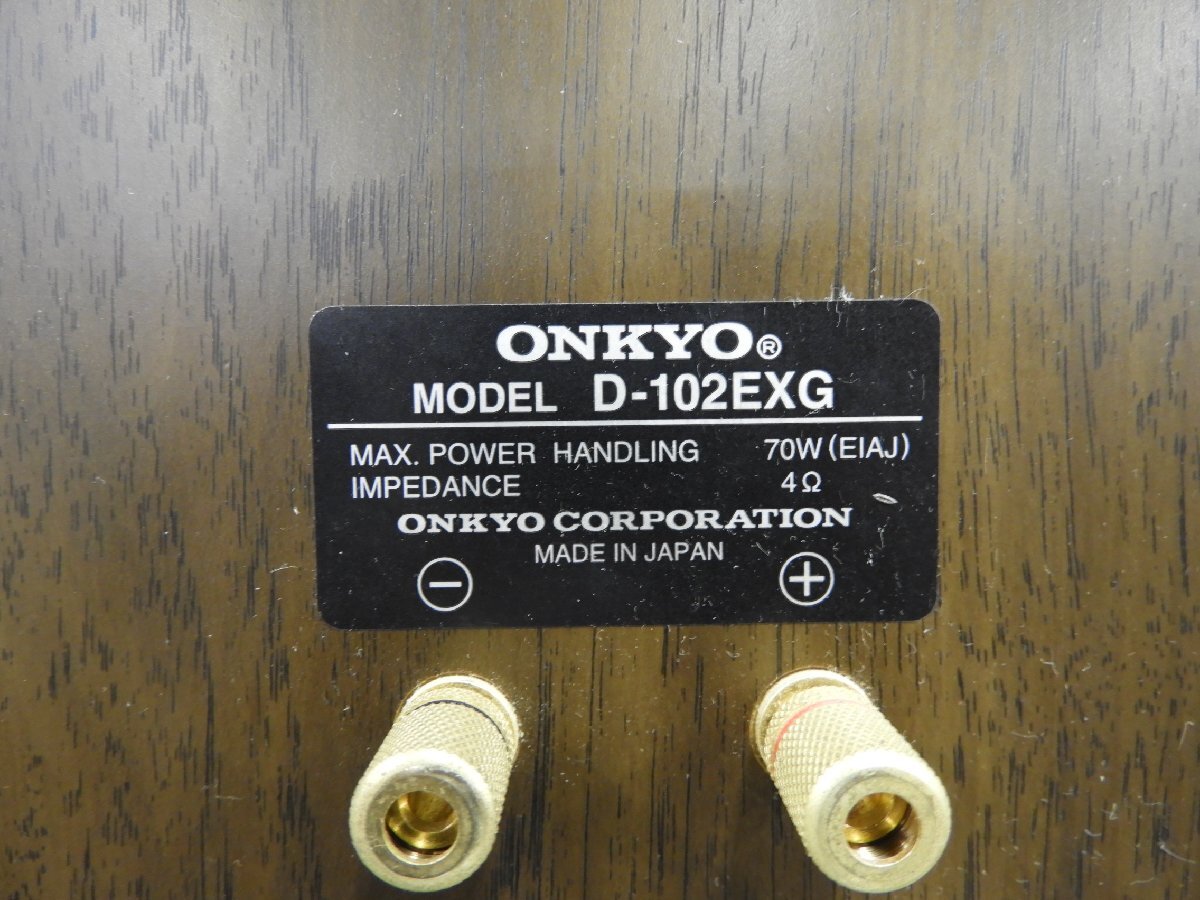 ONKYO®
MODEL D-102EXG
MAX. POWER HANDLING 70W (EIAJ)
IMPEDANCE 4Ω
ONKYO CORPORATION
MADE IN JAPAN
− +